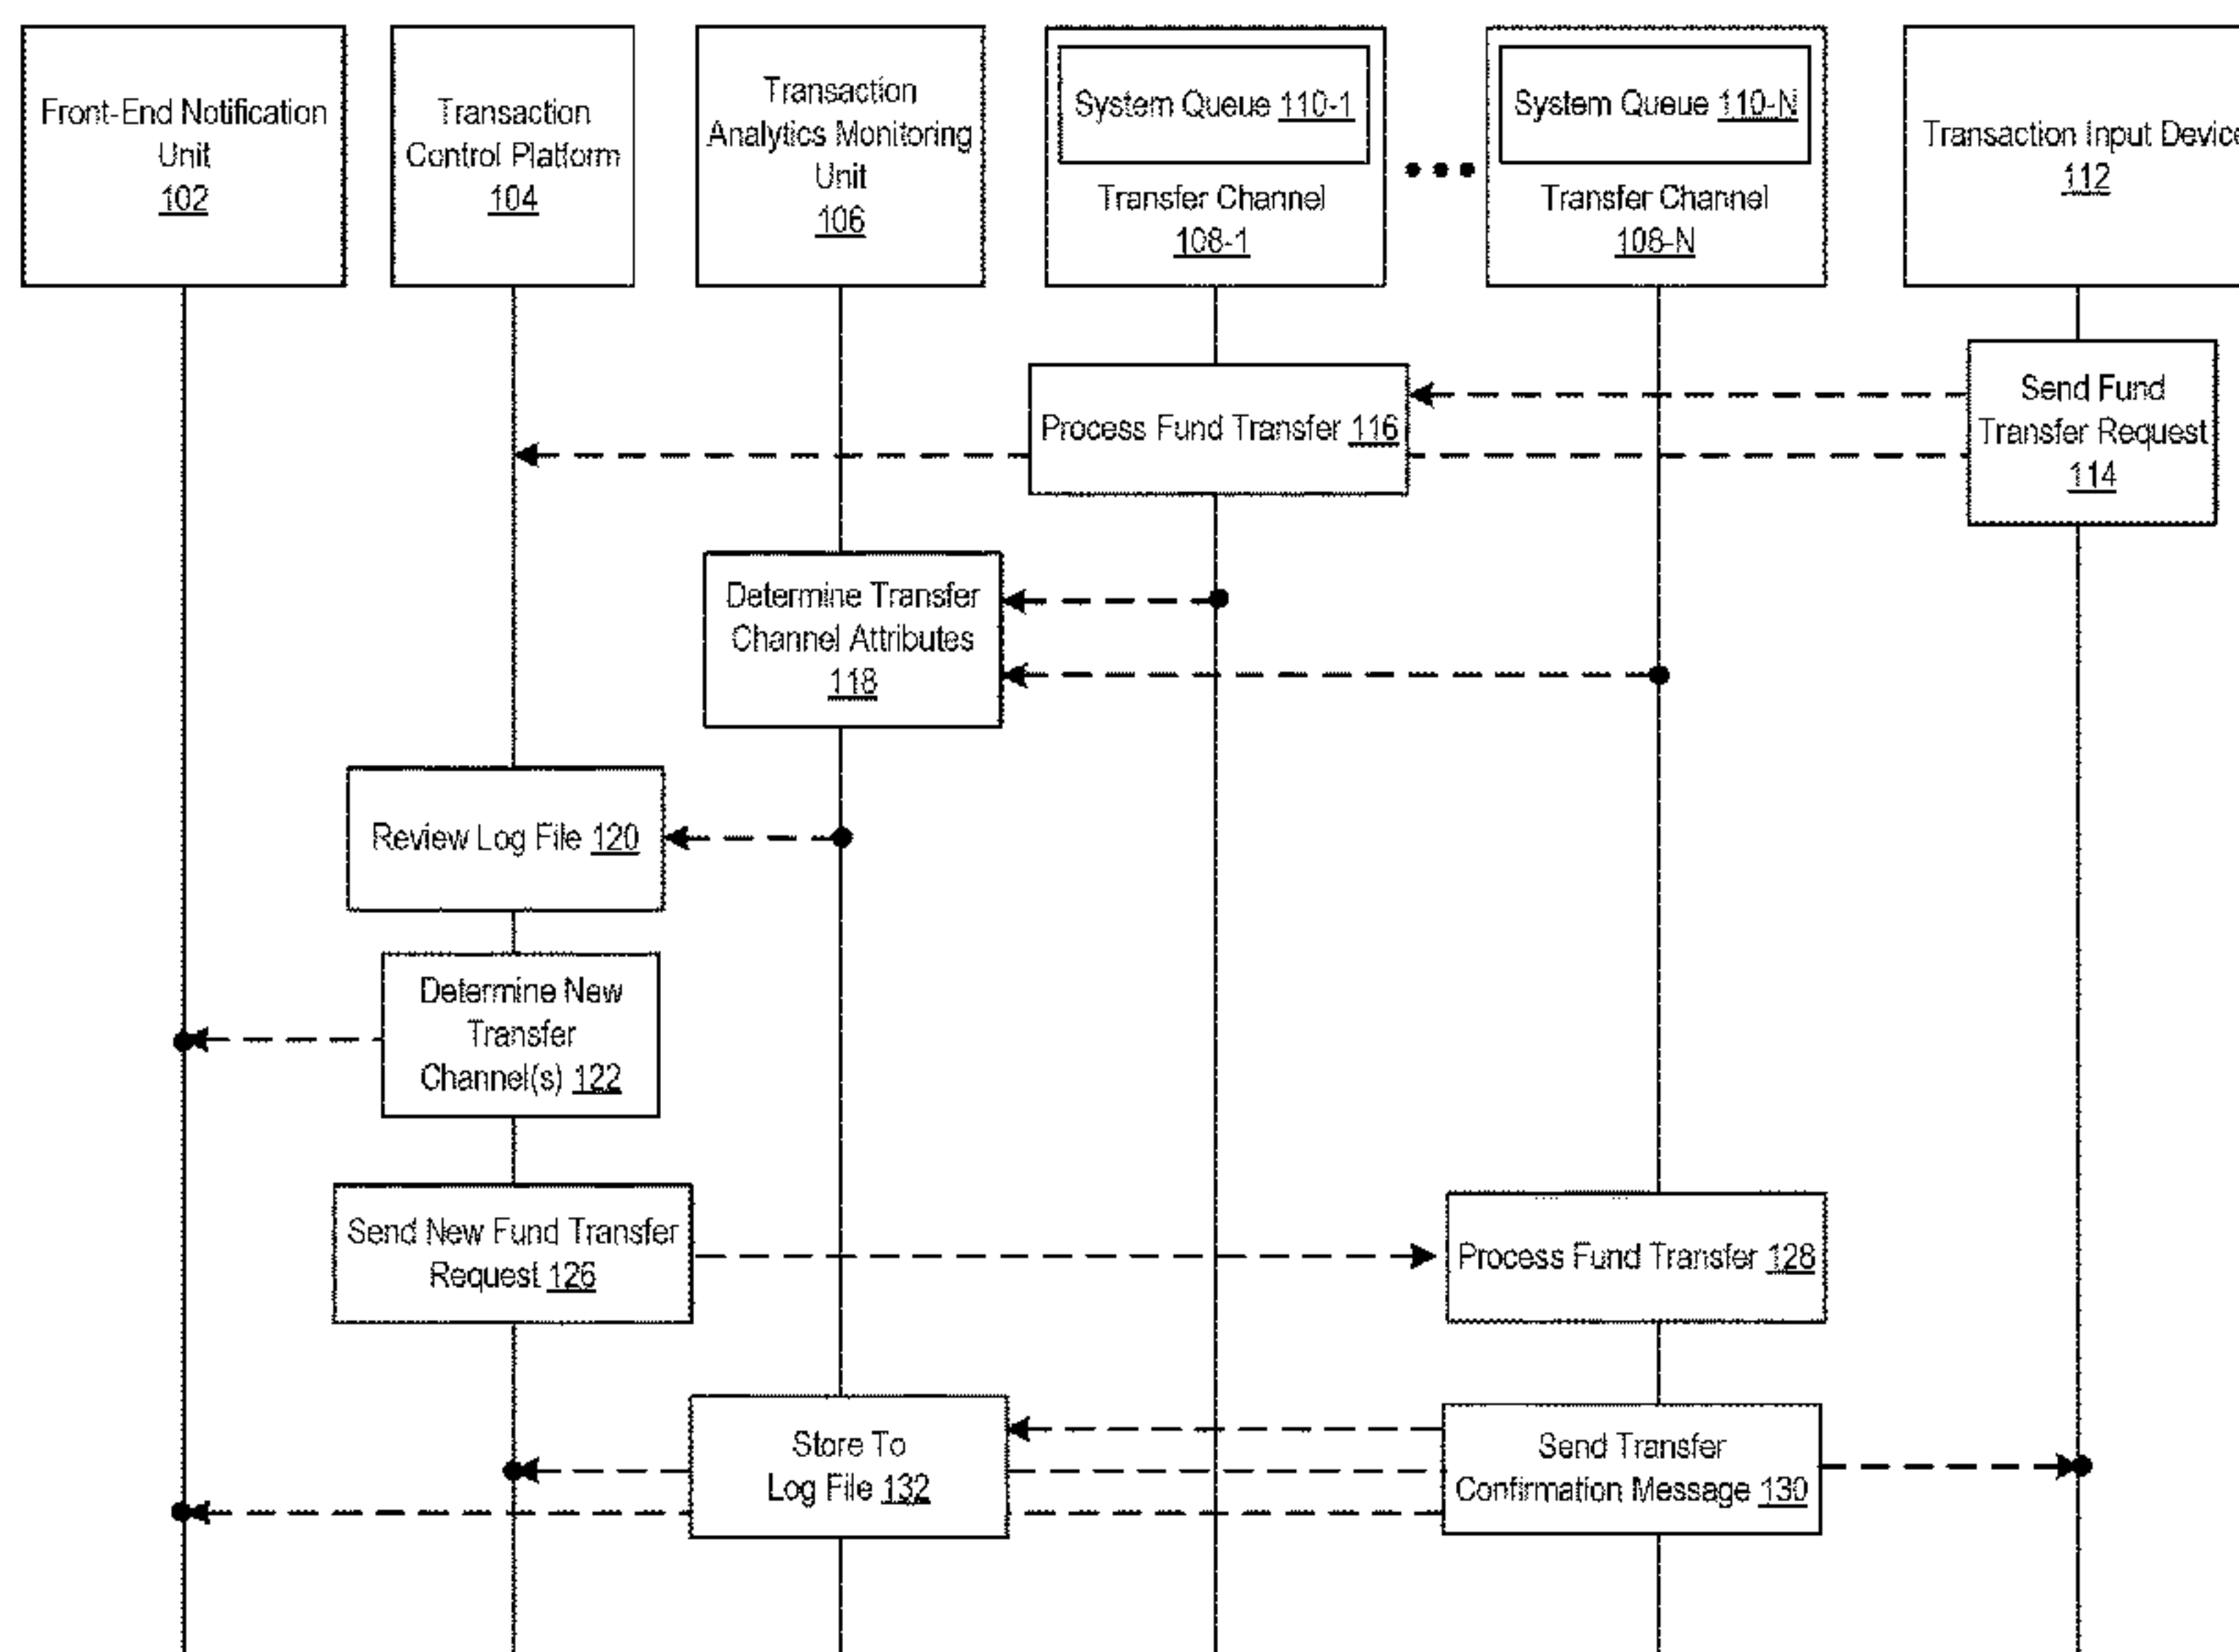 Front-End Notification
Unit
102
Transaction
Control Platform
104
Transaction
Analytics Monitoring
Unit
106
System Queue 110-1
Transfer Channel
108-1
System Queue 110-N
Transfer Channel
108-N
Transaction Input Device
112
Send Fund
Transfer Request
114
Process Fund Transfer 116
Determine Transfer
Channel Attributes
118
Review Log File 120
Determine New
Transfer
Channel(s) 122
Send New Fund Transfer
Request 126
Process Fund Transfer 128
Store To
Log File 132
Send Transfer
Confirmation Message 130